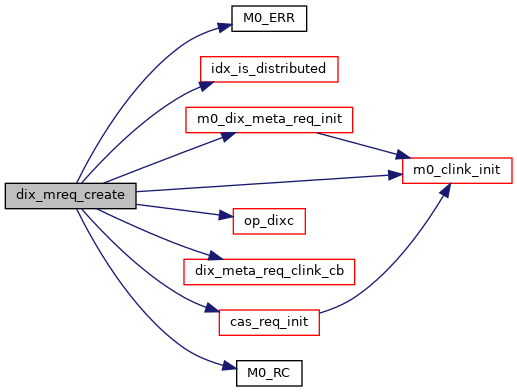 M0_ERR
idx_is_distributed
m0_dix_meta_req_init
m0_clink_init
dix_mreq_create
op_dixc
dix_meta_req_clink_cb
cas_req_init
M0_RC